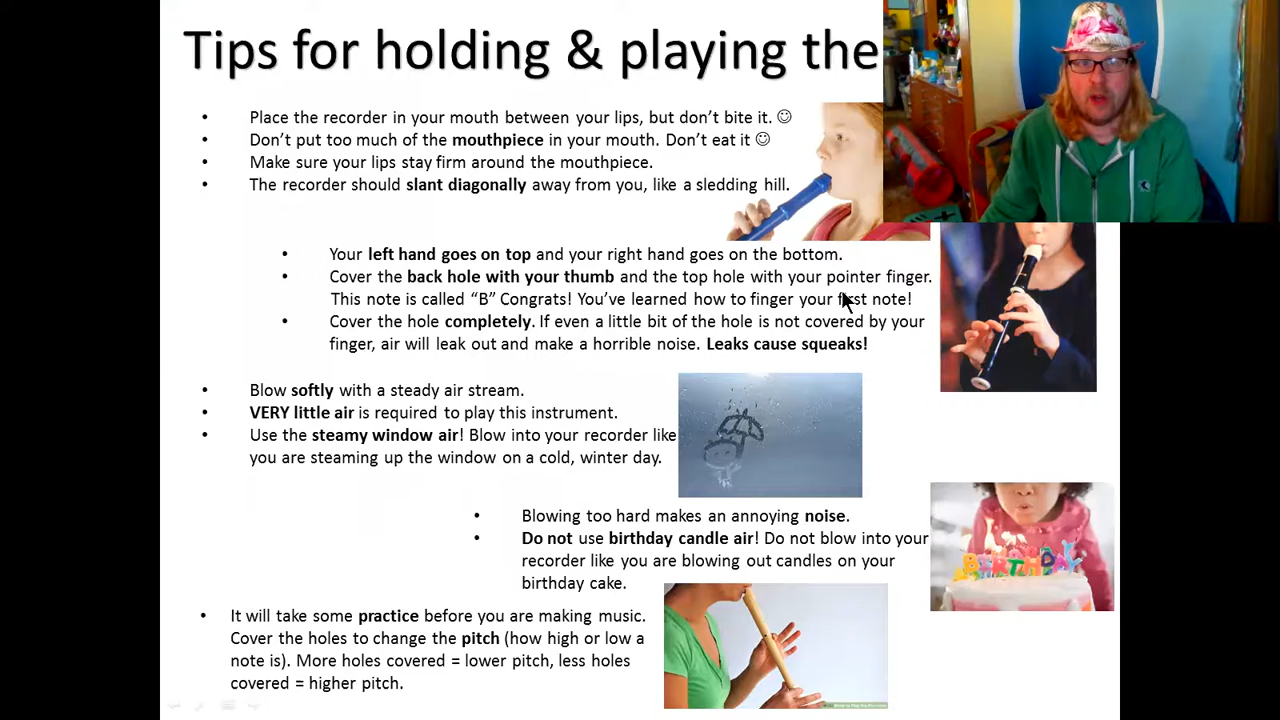 Tips for holding & playing the
Place the recorder in your mouth between your lips, but don't bite it. ☺
Don't put too much of the mouthpiece in your mouth. Don't eat it ☺
Make sure your lips stay firm around the mouthpiece.
The recorder should slant diagonally away from you, like a sledding hill.
Your left hand goes on top and your right hand goes on the bottom.
Cover the back hole with your thumb and the top hole with your pointer finger.
This note is called "B" Congrats! You've learned how to finger your first note!
Cover the hole completely. If even a little bit of the hole is not covered by your
finger, air will leak out and make a horrible noise. Leaks cause squeaks!
Blow softly with a steady air stream.
VERY little air is required to play this instrument.
Use the steamy window air! Blow into your recorder like
you are steaming up the window on a cold, winter day.
Blowing too hard makes an annoying noise.
Do not use birthday candle air! Do not blow into your
recorder like you are blowing out candles on your
birthday cake.
BIRTHDAY
It will take some practice before you are making music.
Cover the holes to change the pitch (how high or low a
note is). More holes covered = lower pitch, less holes
covered = higher pitch.